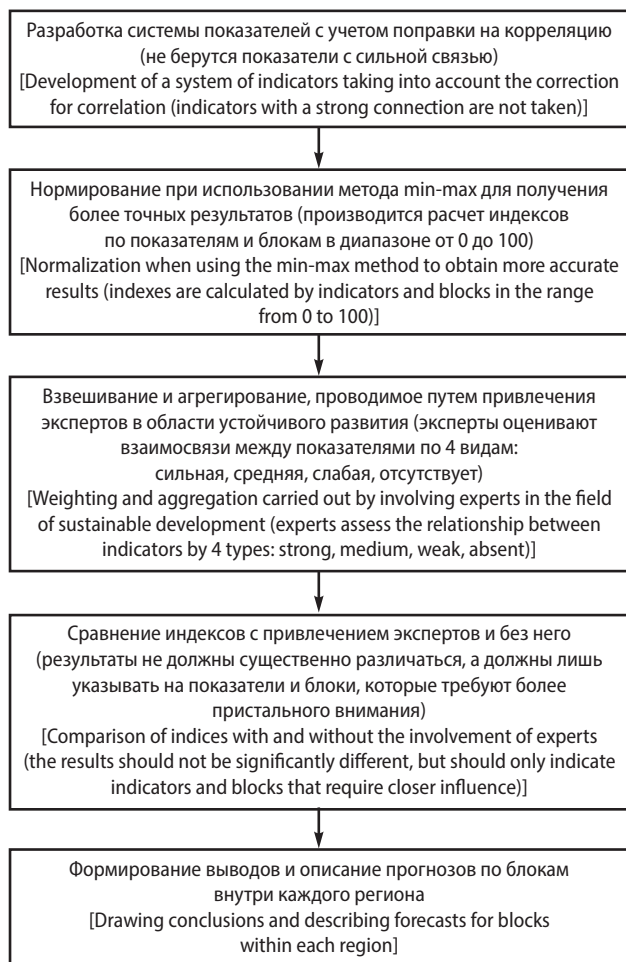 Разработка системы показателей с учетом поправки на корреляцию
(не берутся показатели с сильной связью)
[Development of a system of indicators taking into account the correction
for correlation (indicators with a strong connection are not taken)]
Нормирование при использовании метода min-max для получения
более точных результатов (производится расчет индексов
по показателям и блокам в диапазоне от 0 до 100)
[Normalization when using the min-max method to obtain more accurate
results (indexes are calculated by indicators and blocks in the range
from 0 to 100)]
Взвешивание и агрегирование, проводимое путем привлечения
экспертов в области устойчивого развития (эксперты оценивают
взаимосвязи между показателями по 4 видам:
сильная, средняя, слабая, отсутствует)
[Weighting and aggregation carried out by involving experts in the field
of sustainable development (experts assess the relationship between
indicators by 4 types: strong, medium, weak, absent)]
Сравнение индексов с привлечением экспертов и без него
(результаты не должны существенно различаться, а должны лишь
указывать на показатели и блоки, которые требуют более
пристального внимания)
[Comparison of indices with and without the involvement of experts
(the results should not be significantly different, but should only indicate
indicators and blocks that require closer influence)]
Формирование выводов и описание прогнозов по блокам
внутри каждого региона
[Drawing conclusions and describing forecasts for blocks
within each region]